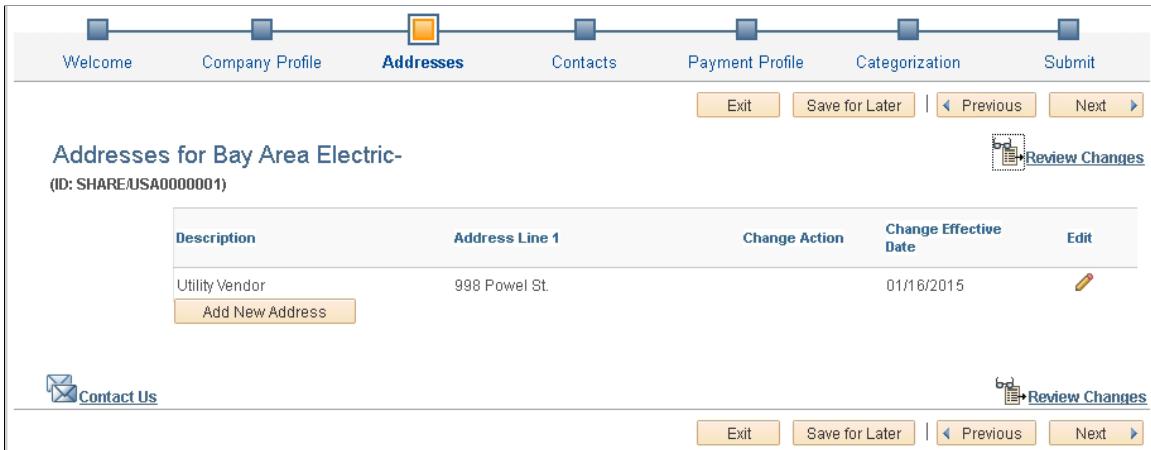 Welcome Company Profile Addresses Contacts Payment Profile Categorization Submit
Exit Save for Later | Previous Next
Addresses for Bay Area Electric-
Review Changes
(ID: SHARE/USA0000001)
Description Address Line 1 Change Action Change Effective Date Edit
Utility Vendor 998 Powel St. 01/16/2015
Add New Address
Contact Us Review Changes
Exit Save for Later | Previous Next